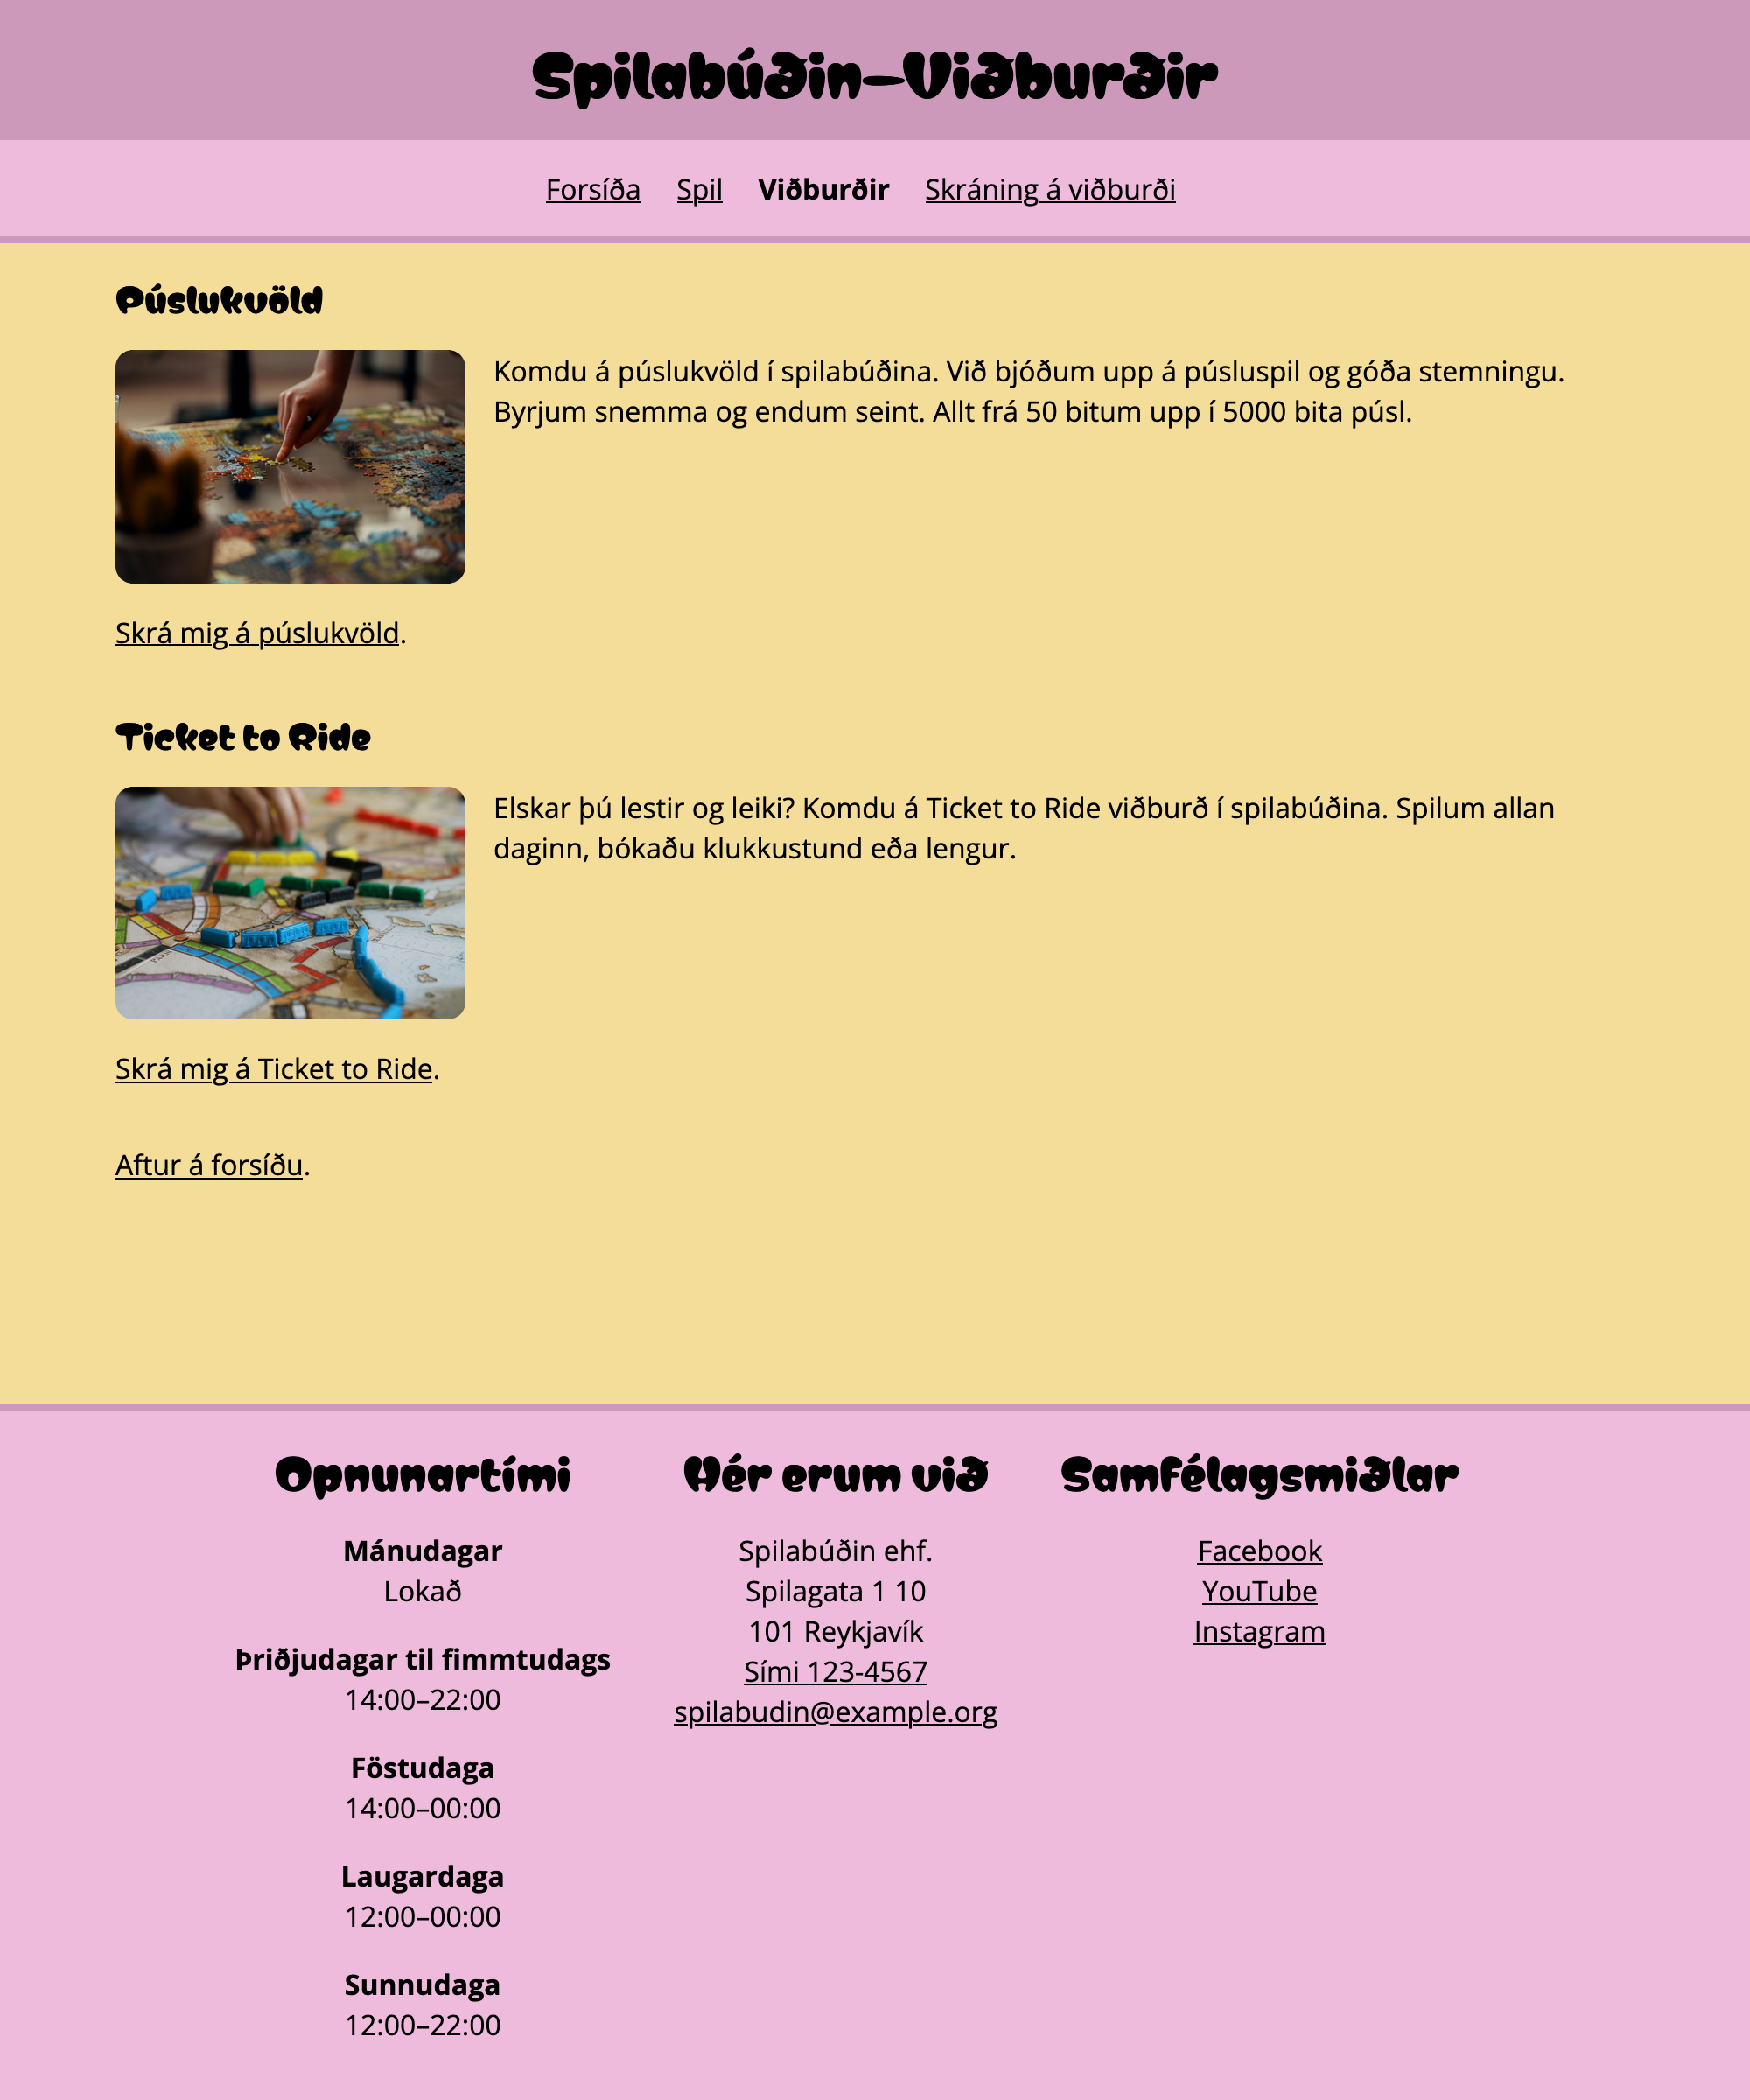 Spilabúðin—Viðburðir
Forsíða Spil Viðburðir Skráning á viðburði
Púslukvöld
Komdu á púslukvöld í spilabúðina. Við bjóðum upp á púsluspil og góða stemningu.
Byrjum snemma og endum seint. Allt frá 50 bitum upp í 5000 bita púsl.
Skrá mig á púslukvöld.
Ticket to Ride
Elskar þú lestir og leiki? Komdu á Ticket to Ride viðburð í spilabúðina. Spilum allan
daginn, bókaðu klukkustund eða lengur.
Skrá mig á Ticket to Ride.
Aftur á forsíðu.
Opnunartími
Mánudagar
Lokað
Þriðjudagar til fimmtudags
14:00–22:00
Föstudaga
14:00–00:00
Laugardaga
12:00–00:00
Sunnudaga
12:00–22:00
Hér erum við
Spilabúðin ehf.
Spilagata 1 10
101 Reykjavík
Sími 123-4567
spilabudin@example.org
Samfélagsmiðlar
Facebook
YouTube
Instagram